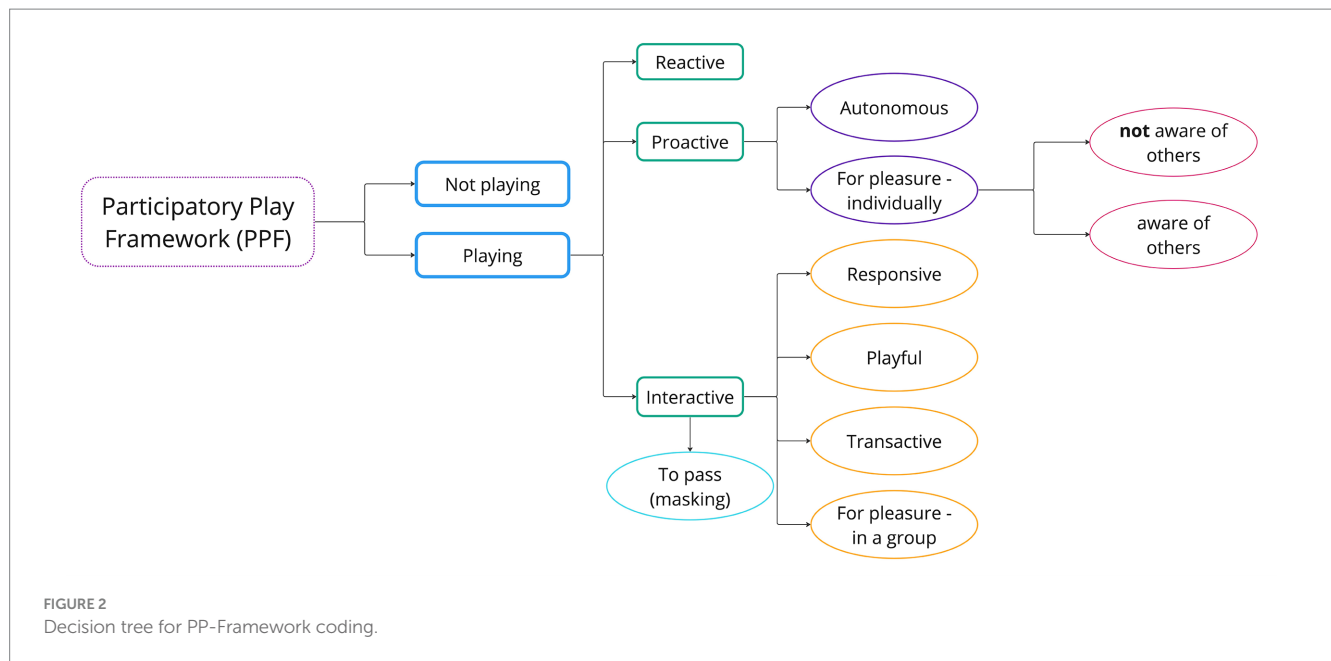 Participatory Play
Framework (PPF)
Not playing
Playing
Reactive
Proactive
Interactive
To pass
(masking)
Autonomous
For pleasure -
individually
Responsive
Playful
Transactive
For pleasure -
in a group
not aware of
others
aware of
others
FIGURE 2
Decision tree for PP-Framework coding.